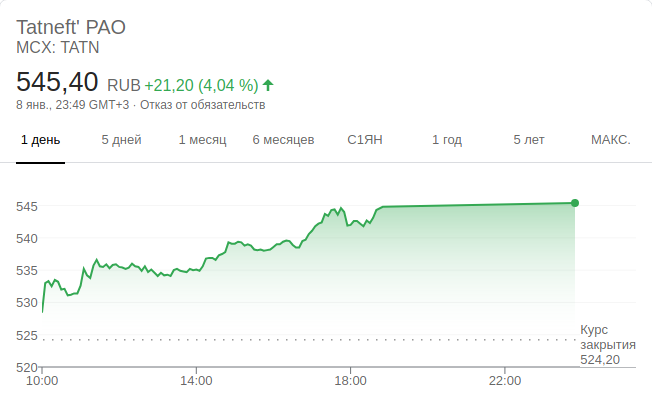 Tatneft' PAO
MCX: TATN
545,40 RUB +21,20 (4,04 %)
8 янв., 23:49 GMT+3 · Отказ от обязательств
1 день 5 дней 1 месяц 6 месяцев С1ЯН 1 год 5 лет МАКС.
545
540
535
530
525
520
Курс
закрытия
524,20
10:00 14:00 18:00 22:00